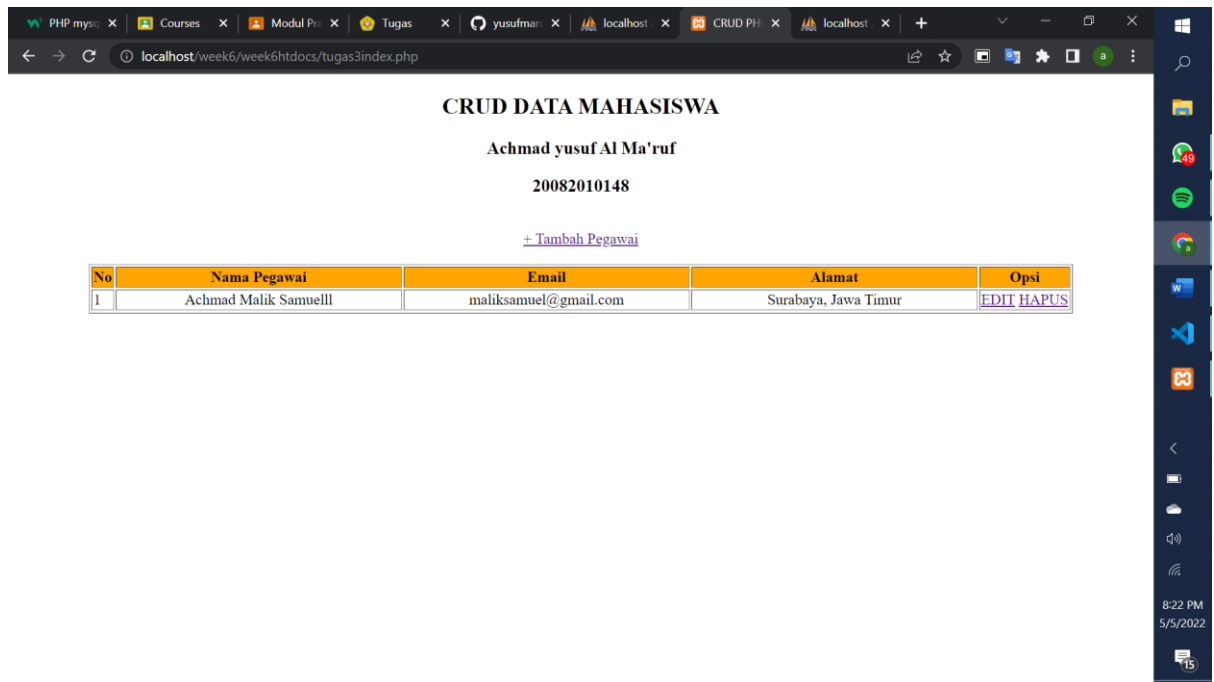 PHP mysq Courses Modul Pra Tugas yusufman localhost CRUD PH localhost
localhost/week6/week6htdocs/tugas3index.php a
CRUD DATA MAHASISWA
Achmad yusuf Al Ma'ruf
20082010148
+ Tambah Pegawai
No Nama Pegawai Email Alamat Opsi
1 Achmad Malik Samuelll maliksamuel@gmail.com Surabaya, Jawa Timur EDIT HAPUS
49
8:22 PM
5/5/2022
15